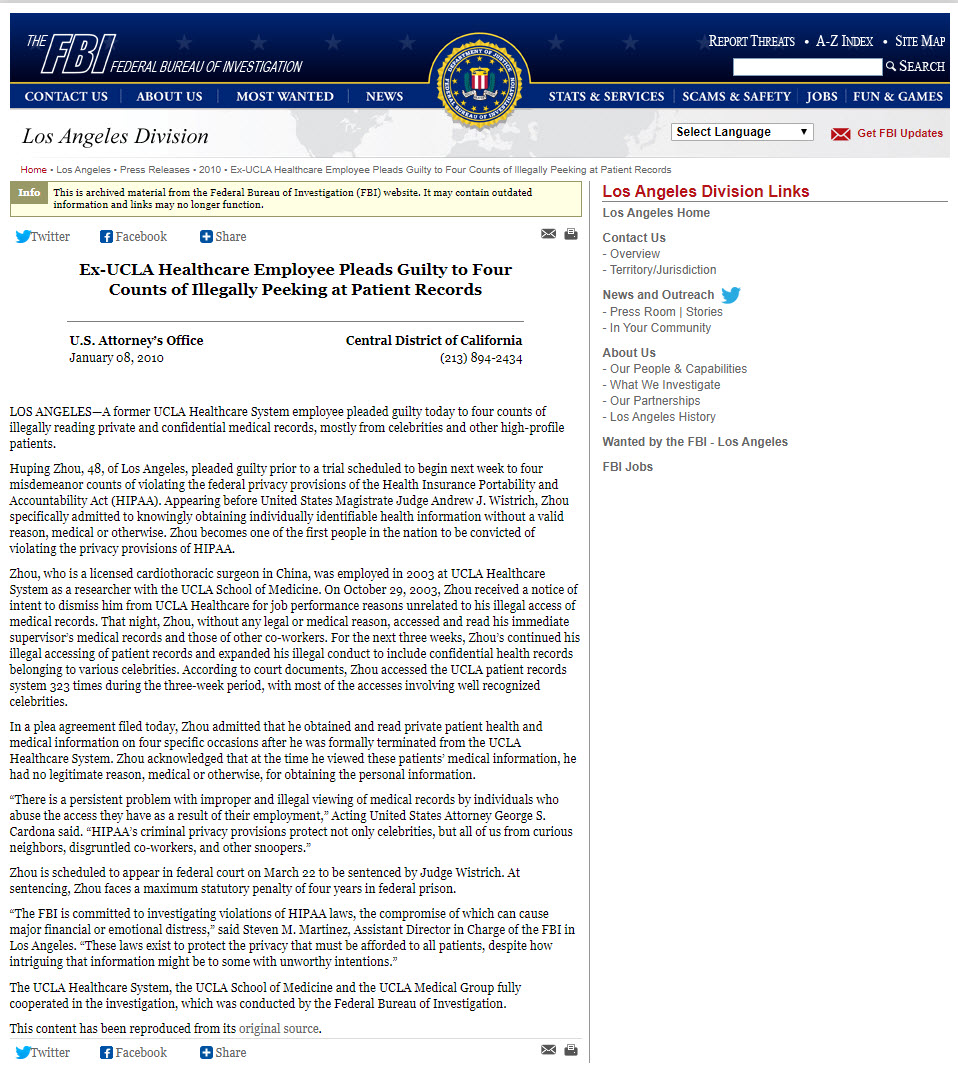 THE FBI FEDERAL BUREAU OF INVESTIGATION
REPORT THREATS • A-Z INDEX • SITE MAP
SEARCH
CONTACT US ABOUT US MOST WANTED NEWS
DEPARTMENT OF JUSTICE
FEDERAL BUREAU OF INVESTIGATION
STATS & SERVICES SCAMS & SAFETY JOBS FUN & GAMES
Los Angeles Division
Select Language
Get FBI Updates
Home • Los Angeles • Press Releases • 2010 • Ex-UCLA Healthcare Employee Pleads Guilty to Four Counts of Illegally Peeking at Patient Records
Info
This is archived material from the Federal Bureau of Investigation (FBI) website. It may contain outdated
information and links may no longer function.
Twitter Facebook Share
Ex-UCLA Healthcare Employee Pleads Guilty to Four
Counts of Illegally Peeking at Patient Records
U.S. Attorney’s Office Central District of California
January 08, 2010 (213) 894-2434
LOS ANGELES—A former UCLA Healthcare System employee pleaded guilty today to four counts of
illegally reading private and confidential medical records, mostly from celebrities and other high-profile
patients.
Huping Zhou, 48, of Los Angeles, pleaded guilty prior to a trial scheduled to begin next week to four
misdemeanor counts of violating the federal privacy provisions of the Health Insurance Portability and
Accountability Act (HIPAA). Appearing before United States Magistrate Judge Andrew J. Wistrich, Zhou
specifically admitted to knowingly obtaining individually identifiable health information without a valid
reason, medical or otherwise. Zhou becomes one of the first people in the nation to be convicted of
violating the privacy provisions of HIPAA.
Zhou, who is a licensed cardiothoracic surgeon in China, was employed in 2003 at UCLA Healthcare
System as a researcher with the UCLA School of Medicine. On October 29, 2003, Zhou received a notice of
intent to dismiss him from UCLA Healthcare for job performance reasons unrelated to his illegal access of
medical records. That night, Zhou, without any legal or medical reason, accessed and read his immediate
supervisor’s medical records and those of other co-workers. For the next three weeks, Zhou’s continued his
illegal accessing of patient records and expanded his illegal conduct to include confidential health records
belonging to various celebrities. According to court documents, Zhou accessed the UCLA patient records
system 323 times during the three-week period, with most of the accesses involving well recognized
celebrities.
In a plea agreement filed today, Zhou admitted that he obtained and read private patient health and
medical information on four specific occasions after he was formally terminated from the UCLA
Healthcare System. Zhou acknowledged that at the time he viewed these patients’ medical information, he
had no legitimate reason, medical or otherwise, for obtaining the personal information.
“There is a persistent problem with improper and illegal viewing of medical records by individuals who
abuse the access they have as a result of their employment,” Acting United States Attorney George S.
Cardona said. “HIPAA’s criminal privacy provisions protect not only celebrities, but all of us from curious
neighbors, disgruntled co-workers, and other snoopers.”
Zhou is scheduled to appear in federal court on March 22 to be sentenced by Judge Wistrich. At
sentencing, Zhou faces a maximum statutory penalty of four years in federal prison.
“The FBI is committed to investigating violations of HIPAA laws, the compromise of which can cause
major financial or emotional distress,” said Steven M. Martinez, Assistant Director in Charge of the FBI in
Los Angeles. “These laws exist to protect the privacy that must be afforded to all patients, despite how
intriguing that information might be to some with unworthy intentions.”
The UCLA Healthcare System, the UCLA School of Medicine and the UCLA Medical Group fully
cooperated in the investigation, which was conducted by the Federal Bureau of Investigation.
This content has been reproduced from its original source.
Twitter Facebook Share
Los Angeles Division Links
Los Angeles Home
Contact Us
- Overview
- Territory/Jurisdiction
News and Outreach
- Press Room | Stories
- In Your Community
About Us
- Our People & Capabilities
- What We Investigate
- Our Partnerships
- Los Angeles History
Wanted by the FBI - Los Angeles
FBI Jobs